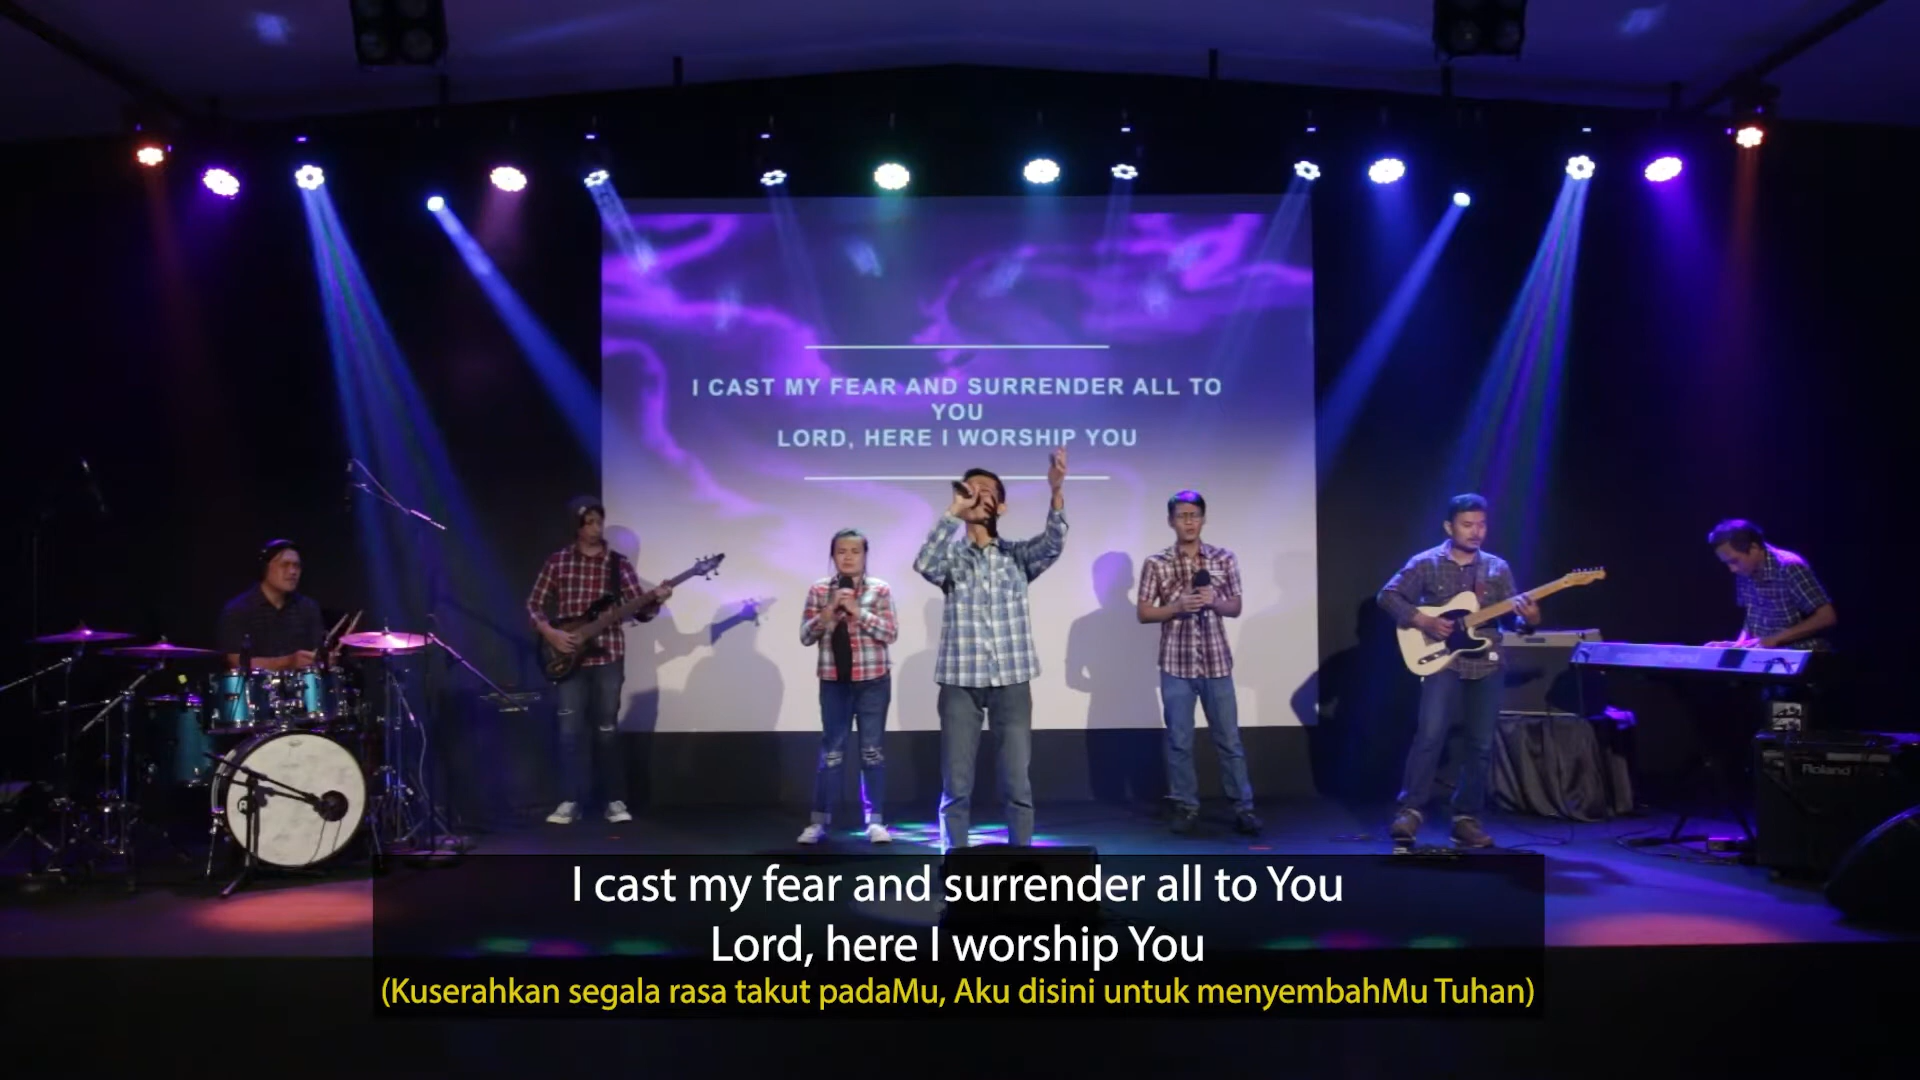 I CAST MY FEAR AND SURRENDER ALL TO
YOU
LORD, HERE I WORSHIP YOU
Roland
I cast my fear and surrender all to You
Lord, here I worship You
(Kuserahkan segala rasa takut padaMu, Aku disini untuk menyembahMu Tuhan)